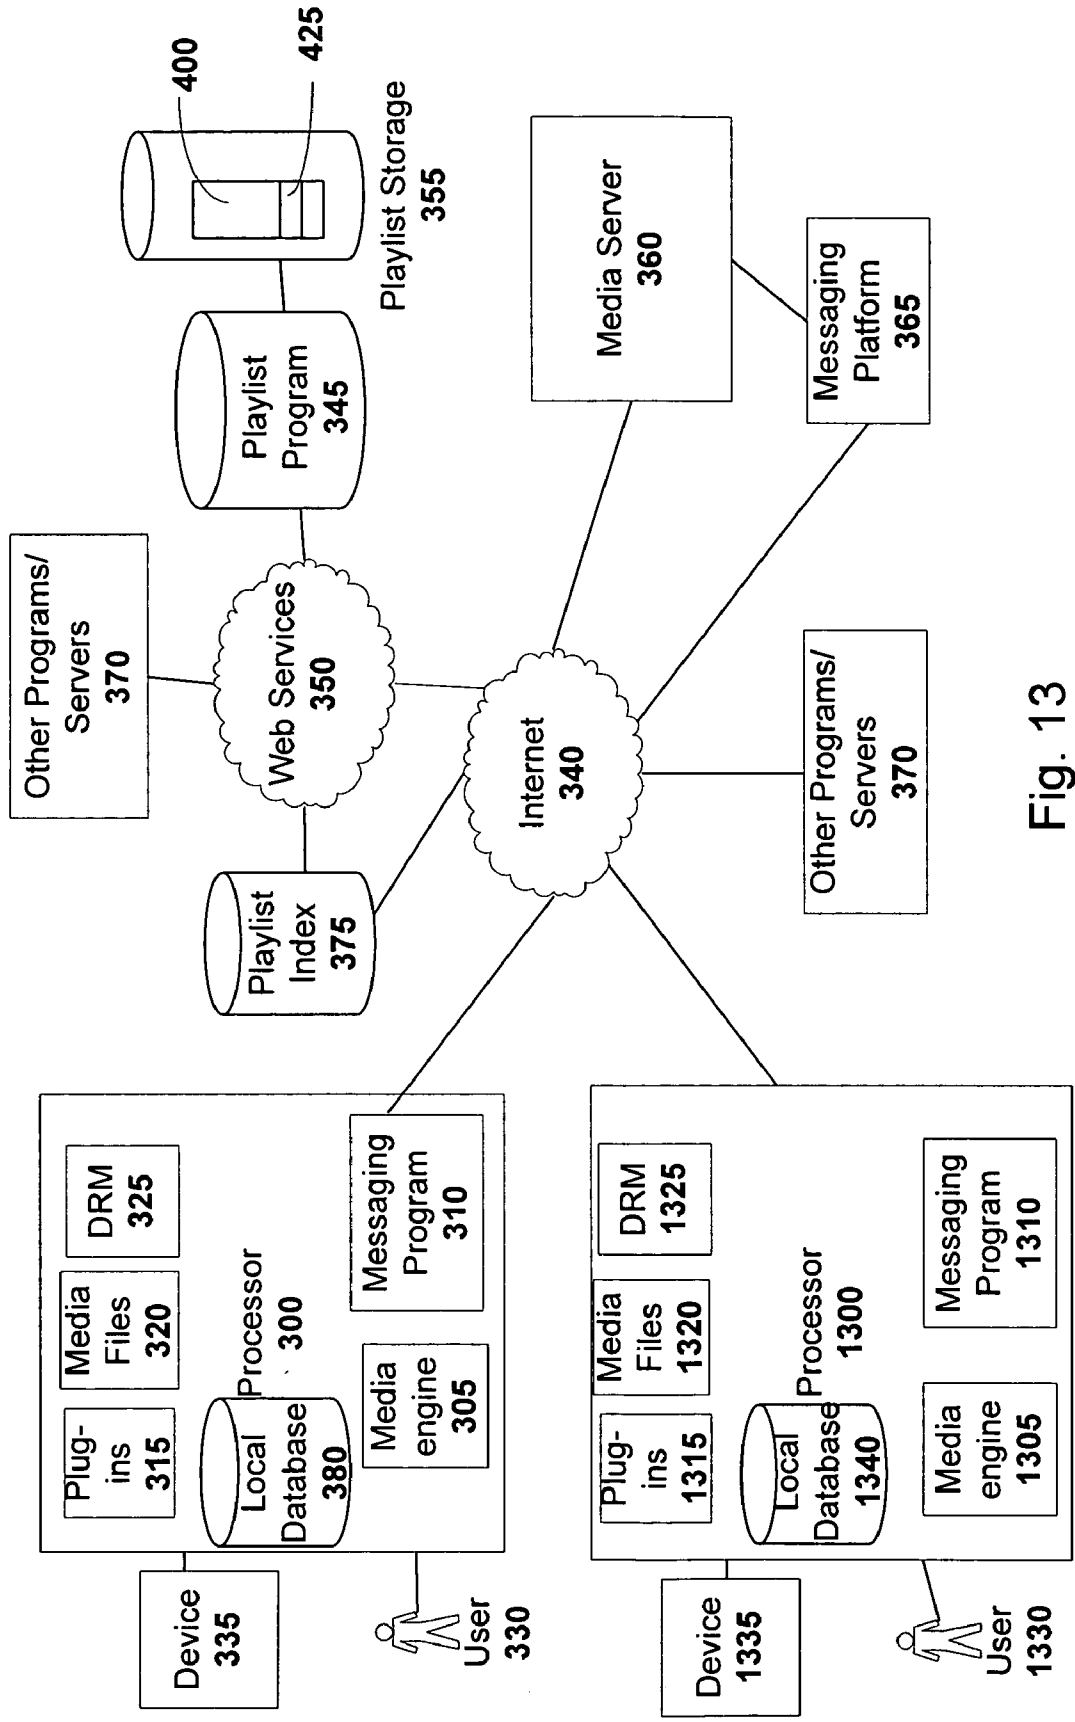 Device
335
User
330
Plug-
ins
315
Media
Files
320
DRM
325
Local
Database
380
Processor
300
Media
engine
305
Messaging
Program
310
Device
1335
User
1330
Plug-
ins
1315
Media
Files
1320
DRM
1325
Local
Database
1340
Processor
1300
Media
engine
1305
Messaging
Program
1310
Other Programs/
Servers
370
Playlist
Index
375
Web Services
350
Playlist
Program
345
400
425
Playlist Storage
355
Internet
340
Media Server
360
Messaging
Platform
365
Other Programs/
Servers
370
Fig. 13